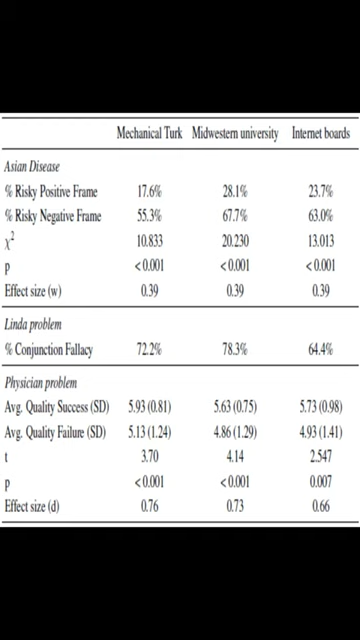 Mechanical Turk Midwestern university Internet boards
Asian Disease
% Risky Positive Frame 17.6% 28.1% 23.7%
% Risky Negative Frame 55.3% 67.7% 63.0%
χ² 10.833 20.230 13.013
p <0.001 <0.001 <0.001
Effect size (w) 0.39 0.39 0.39
Linda problem
% Conjunction Fallacy 72.2% 78.3% 64.4%
Physician problem
Avg. Quality Success (SD) 5.93 (0.81) 5.63 (0.75) 5.73 (0.98)
Avg. Quality Failure (SD) 5.13 (1.24) 4.86 (1.29) 4.93 (1.41)
t 3.70 4.14 2.547
p <0.001 <0.001 0.007
Effect size (d) 0.76 0.73 0.66